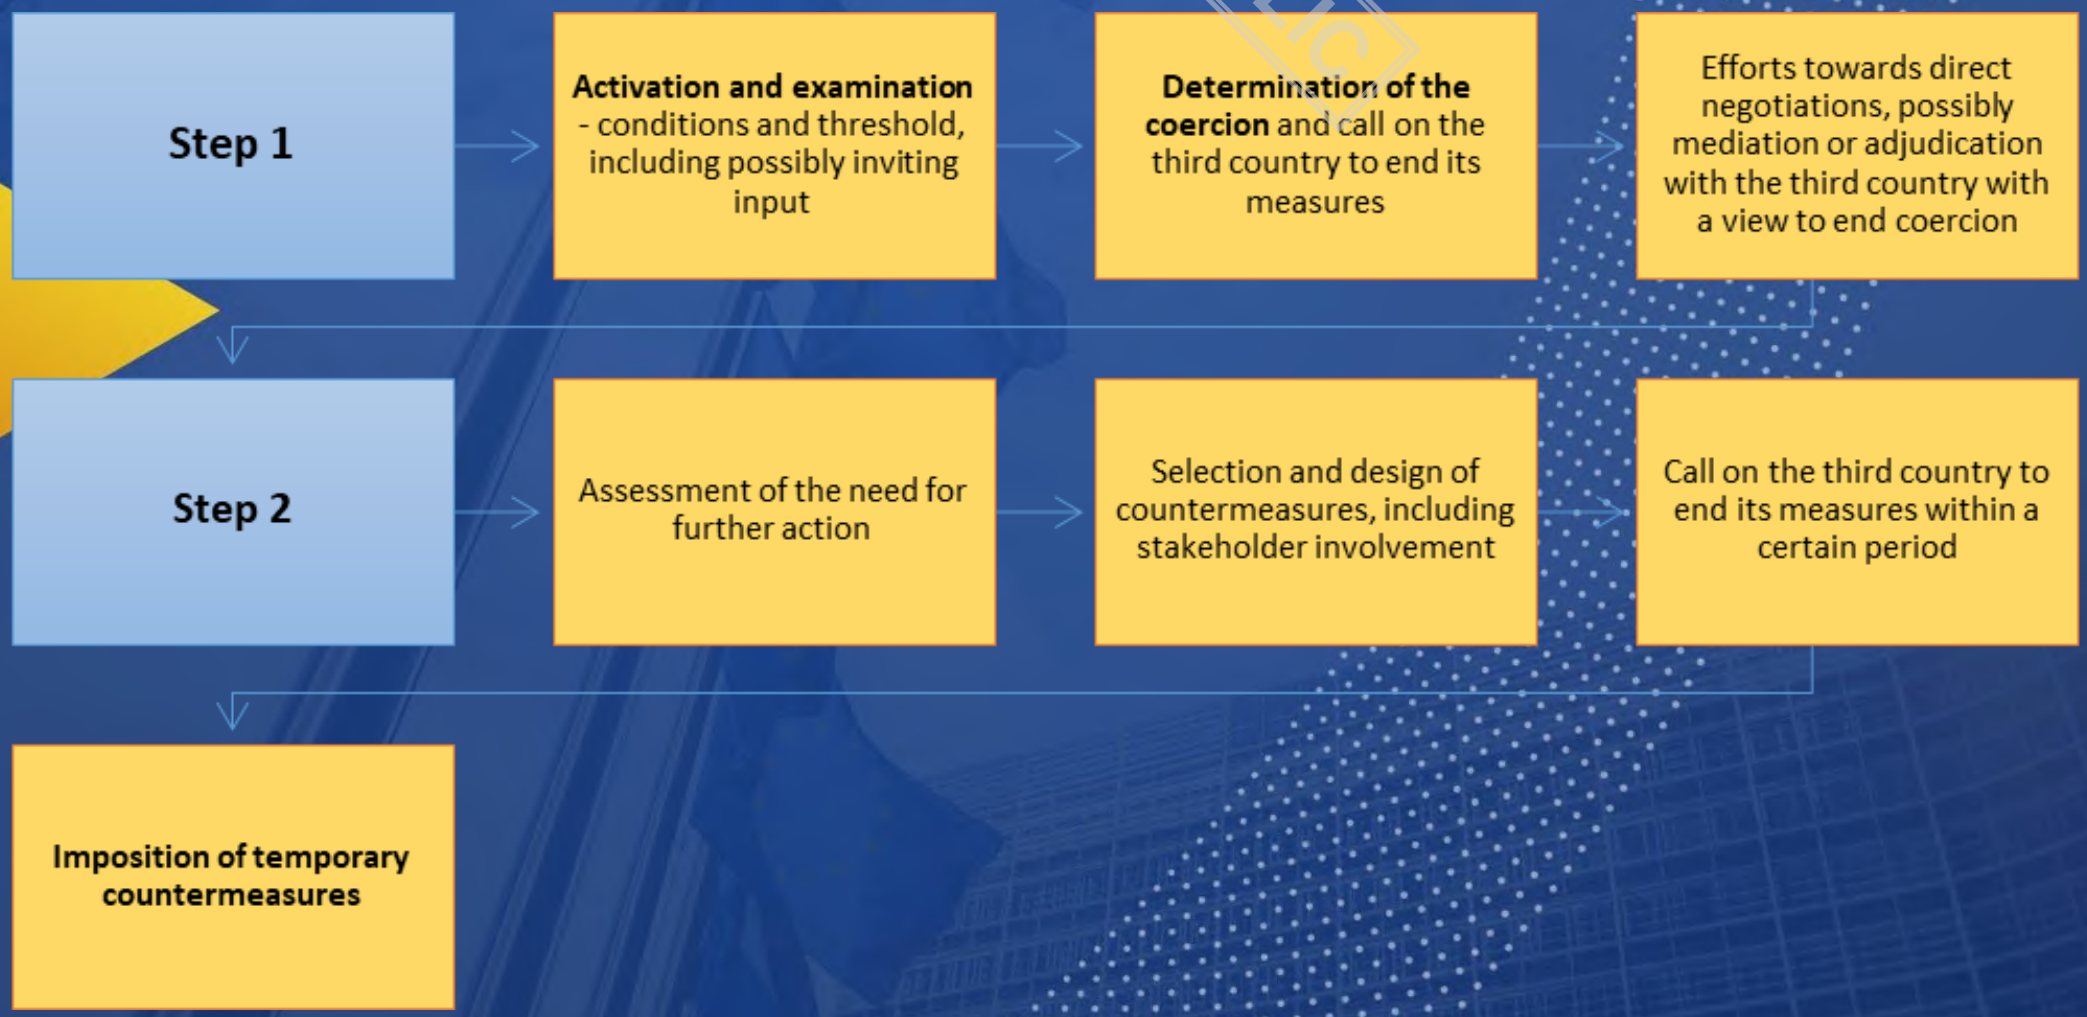 Step 1
Activation and examination
- conditions and threshold,
including possibly inviting
input
Determination of the
coercion and call on the
third country to end its
measures
Efforts towards direct
negotiations, possibly
mediation or adjudication
with the third country with
a view to end coercion
Step 2
Assessment of the need for
further action
Selection and design of
countermeasures, including
stakeholder involvement
Call on the third country to
end its measures within a
certain period
Imposition of temporary
countermeasures